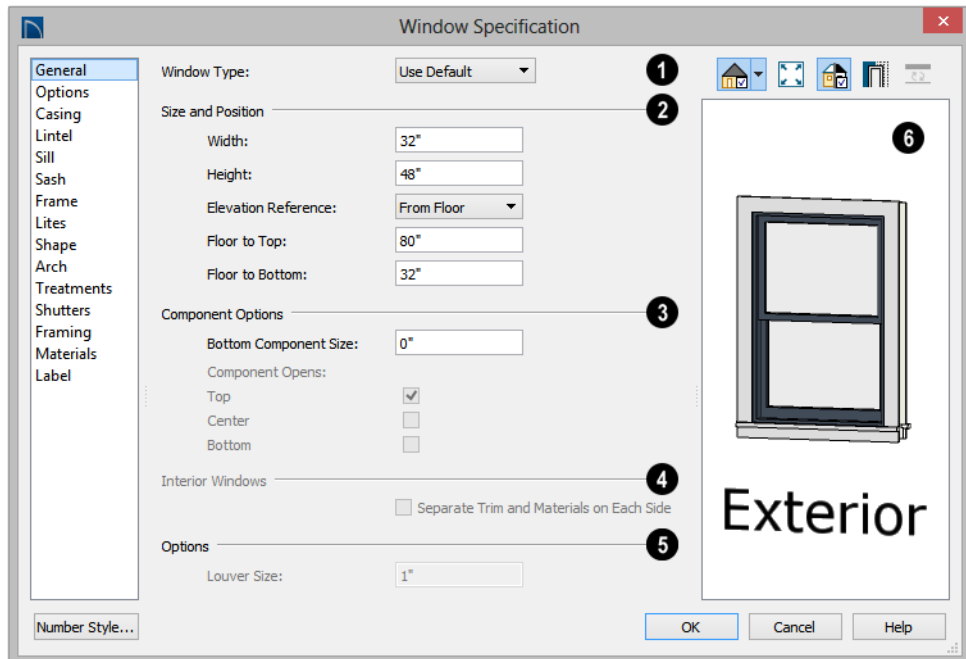 Window Specification
General
Options
Casing
Lintel
Sill
Sash
Frame
Lites
Shape
Arch
Treatments
Shutters
Framing
Materials
Label
Window Type: Use Default 1
Size and Position 2
Width: 32"
Height: 48"
Elevation Reference: From Floor
Floor to Top: 80"
Floor to Bottom: 32"
Component Options 3
Bottom Component Size: 0"
Component Opens:
Top
Center
Bottom
Interior Windows 4
Separate Trim and Materials on Each Side
Options 5
Louver Size: 1"
6
Exterior
Number Style... OK Cancel Help